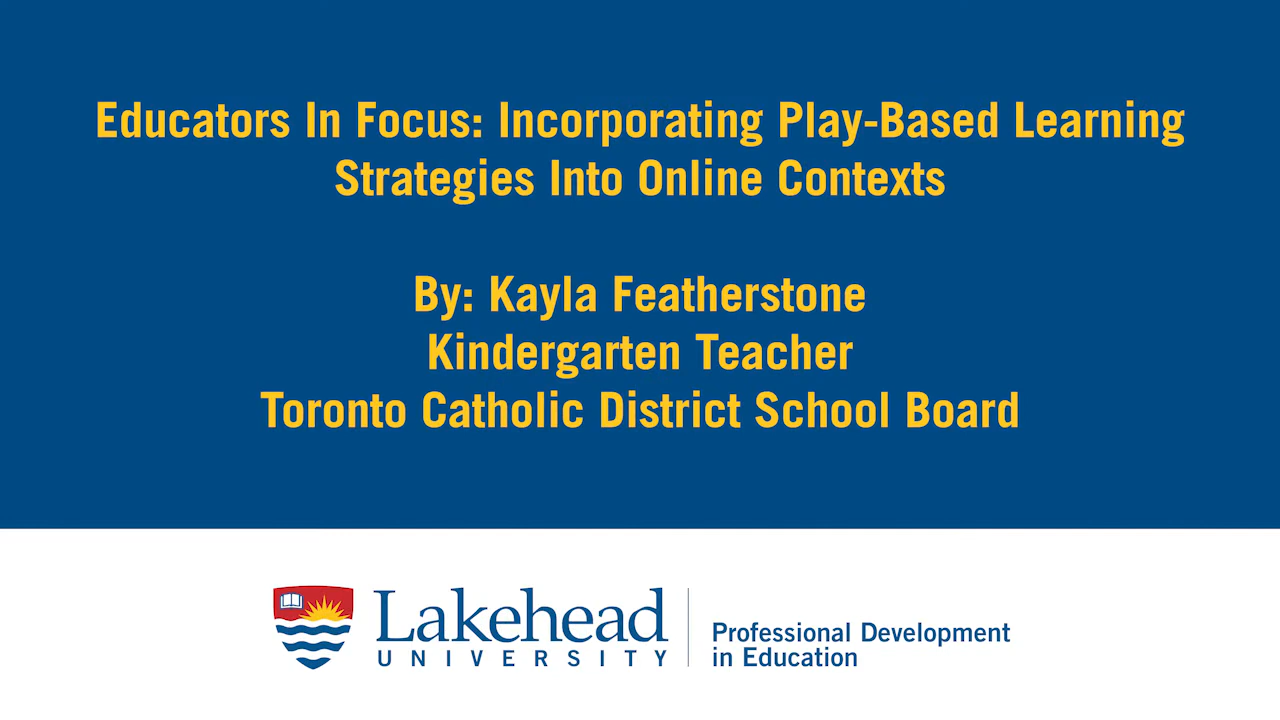 Educators In Focus: Incorporating Play-Based Learning
Strategies Into Online Contexts
By: Kayla Featherstone
Kindergarten Teacher
Toronto Catholic District School Board
Lakehead
UNIVERSITY
Professional Development
in Education